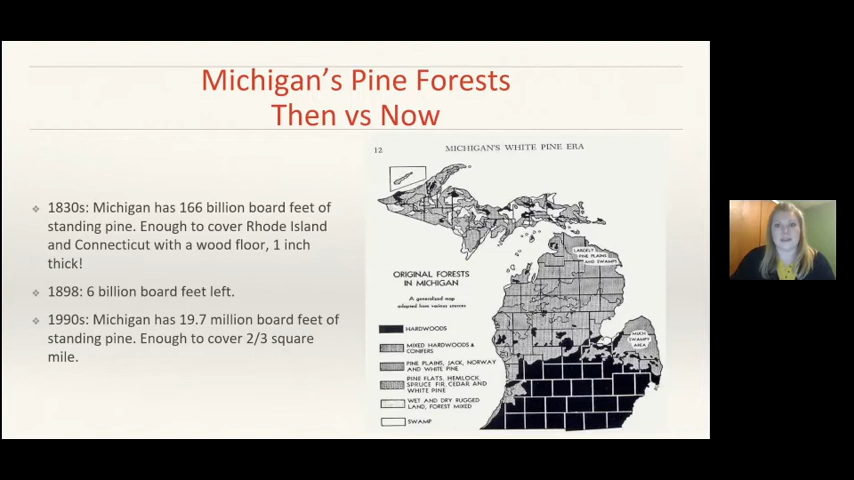 Michigan's Pine Forests
Then vs Now
12
MICHIGAN'S WHITE PINE ERA
❖ 1830s: Michigan has 166 billion board feet of
standing pine. Enough to cover Rhode Island
and Connecticut with a wood floor, 1 inch
thick!
❖ 1898: 6 billion board feet left.
❖ 1990s: Michigan has 19.7 million board feet of
standing pine. Enough to cover 2/3 square
mile.
LARGELY
PINE PLAINS
AND SWAMPS
ORIGINAL FORESTS
IN MICHIGAN
A generalized map
adapted from various sources
MUCH
SWAMPY
AREA
HARDWOODS
MIXED HARDWOODS &
CONIFERS
PINE PLAINS, JACK, NORWAY
AND WHITE PINE
PINE FLATS, HEMLOCK,
SPRUCE FIR, CEDAR AND
WHITE PINE
WET AND DRY RUGGED
LAND, FOREST MIXED
SWAMP